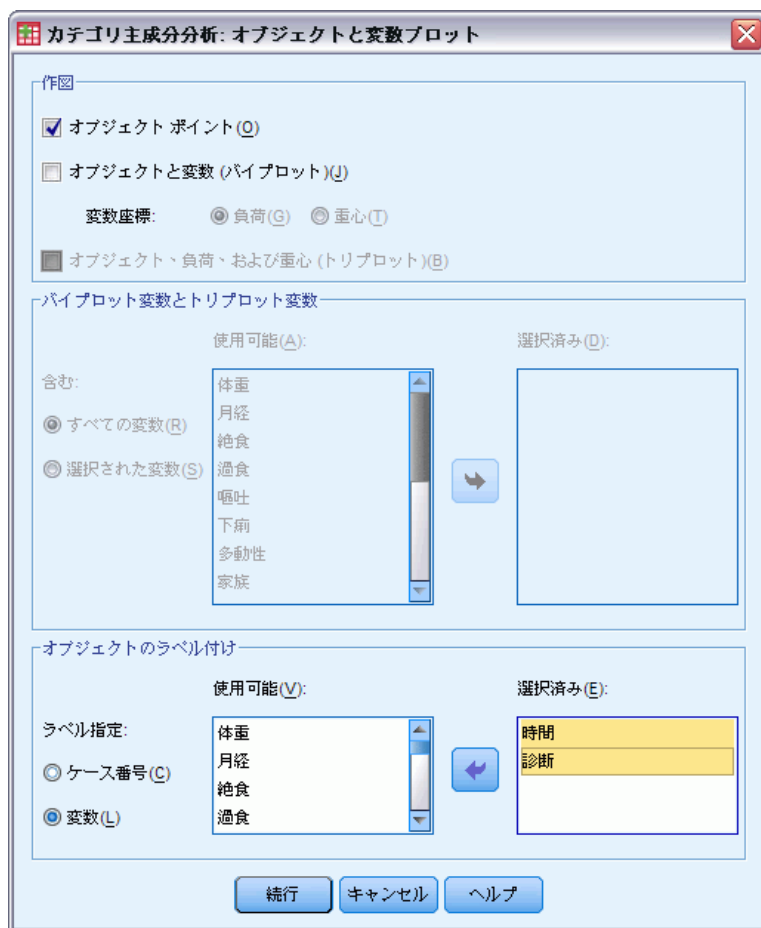 カテゴリ主成分分析: オブジェクトと変数プロット
作図
オブジェクト ポイント(O)
オブジェクトと変数 (バイプロット)(J)
変数座標: 負荷(G) 重心(T)
オブジェクト、負荷、および重心 (トリプロット)(B)
バイプロット変数とトリプロット変数
使用可能(A): 選択済み(D):
含む:
すべての変数(R)
選択された変数(S)
体重
月経
絶食
過食
嘔吐
下痢
多動性
家族
オブジェクトのラベル付け
使用可能(V): 選択済み(E):
ラベル指定:
ケース番号(C)
変数(L)
体重
月経
絶食
過食
時間
診断
続行 キャンセル ヘルプ